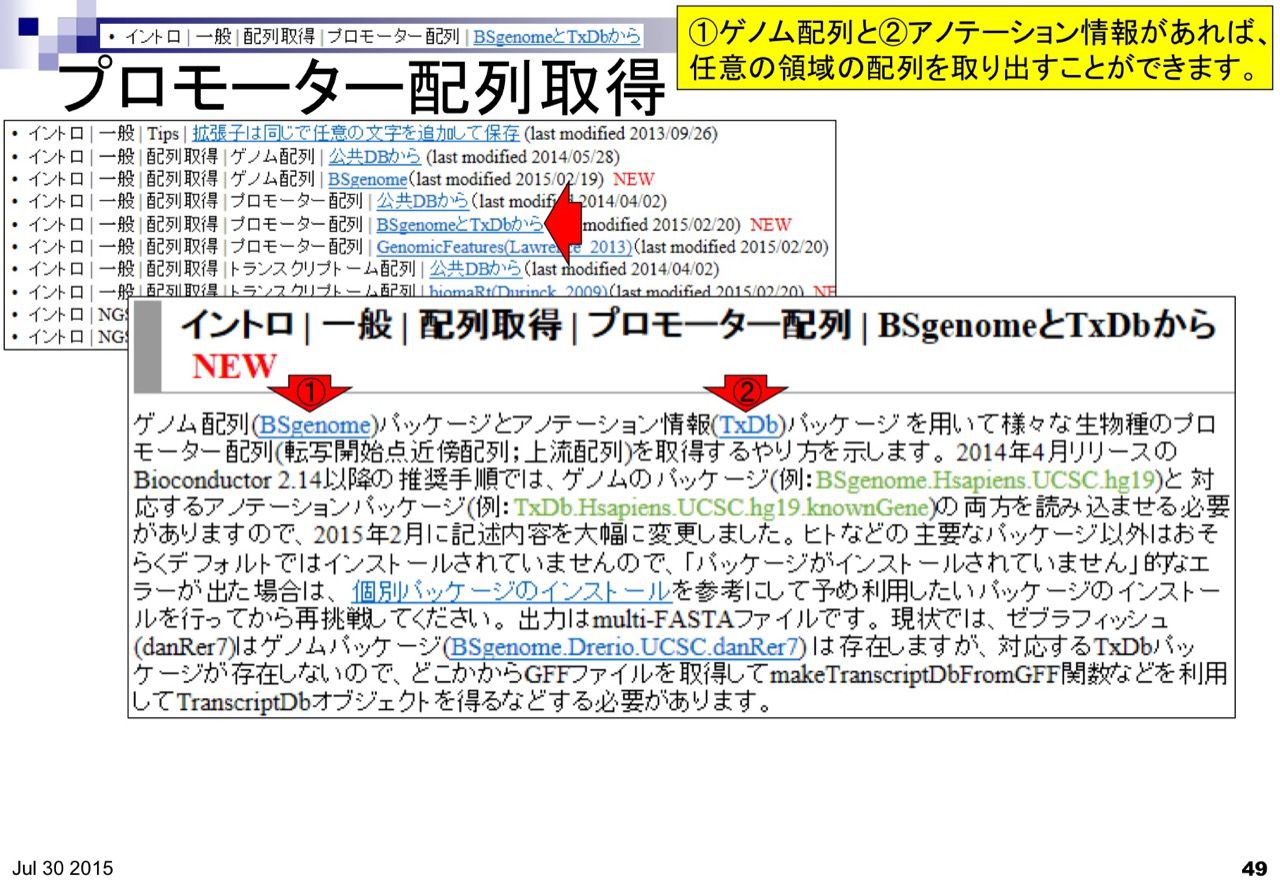 • イントロ | 一般 | 配列取得 | プロモーター配列 | BSgenomeとTxDbから
①ゲノム配列と②アノテーション情報があれば、
任意の領域の配列を取り出すことができます。
プロモーター配列取得
• イントロ | 一般 | Tips | 拡張子は同じで任意の文字を追加して保存 (last modified 2013/09/26)
• イントロ | 一般 | 配列取得 | ゲノム配列 | 公共DBから (last modified 2014/05/28)
• イントロ | 一般 | 配列取得 | ゲノム配列 | BSgenome(last modified 2015/02/19) NEW
• イントロ | 一般 | 配列取得 | プロモーター配列 | 公共DBから (last modifi 2014/04/02)
• イントロ | 一般 | 配列取得 | プロモーター配列 | BSgenomeとTxDbから modified 2015/02/20) NEW
• イントロ | 一般 | 配列取得 | プロモーター配列 | GenomicFeatures(Lawrence_2013)(last modified 2015/02/20)
• イントロ | 一般 | 配列取得 | トランスクリプトーム配列 | 公共DBから (last modified 2014/04/02)
• イントロ | 一般 | 配列取得 | トランスクリプトーム配列 | biomaRt(Durinck_2009)(last modified 2015/02/20) NE
• イントロ | NGS
• イントロ | NGS
イントロ | 一般 | 配列取得 | プロモーター配列 | BSgenomeとTxDbから
NEW
① ②
ゲノム配列(BSgenome)パッケージとアノテーション情報(TxDb)パッケージを用いて様々な生物種のプロ
モーター配列(転写開始点近傍配列；上流配列)を取得するやり方を示します。2014年4月リリースの
Bioconductor 2.14以降の推奨手順では、ゲノムのパッケージ(例：BSgenome.Hsapiens.UCSC.hg19)と対
応するアノテーションパッケージ(例：TxDb.Hsapiens.UCSC.hg19.knownGene)の両方を読み込ませる必要
がありますので、2015年2月に記述内容を大幅に変更しました。ヒトなどの主要なパッケージ以外はおそ
らくデフォルトではインストールされていませんので、「パッケージがインストールされていません」的なエ
ラーが出た場合は、個別パッケージのインストールを参考にして予め利用したいパッケージのインストー
ルを行ってから再挑戦してください。出力はmulti-FASTAファイルです。現状では、ゼブラフィッシュ
(danRer7)はゲノムパッケージ(BSgenome.Drerio.UCSC.danRer7)は存在しますが、対応するTxDbパッ
ケージが存在しないので、どこかからGFFファイルを取得してmakeTranscriptDbFromGFF関数などを利用
してTranscriptDbオブジェクトを得るなどする必要があります。
Jul 30 2015
49